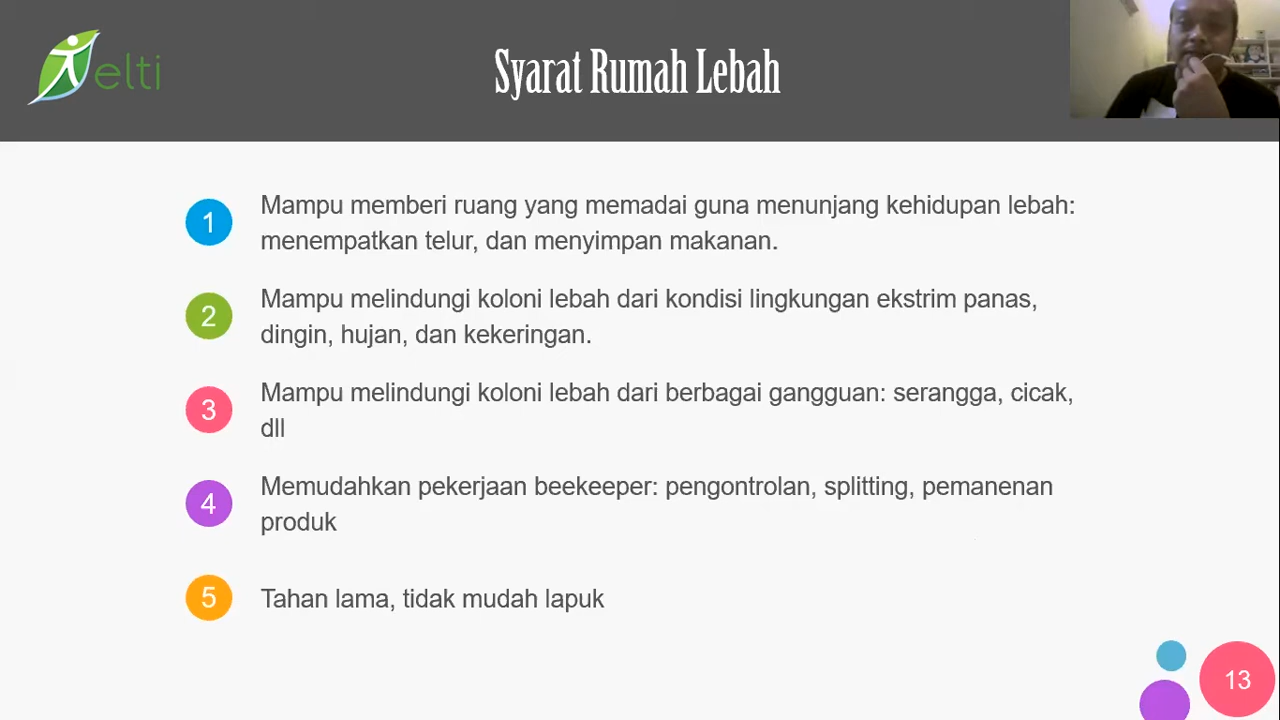 elti
Syarat Rumah Lebah
1
Mampu memberi ruang yang memadai guna menunjang kehidupan lebah:
menempatkan telur, dan menyimpan makanan.
2
Mampu melindungi koloni lebah dari kondisi lingkungan ekstrim panas,
dingin, hujan, dan kekeringan.
3
Mampu melindungi koloni lebah dari berbagai gangguan: serangga, cicak,
dll
4
Memudahkan pekerjaan beekeeper: pengontrolan, splitting, pemanenan
produk
5
Tahan lama, tidak mudah lapuk
13